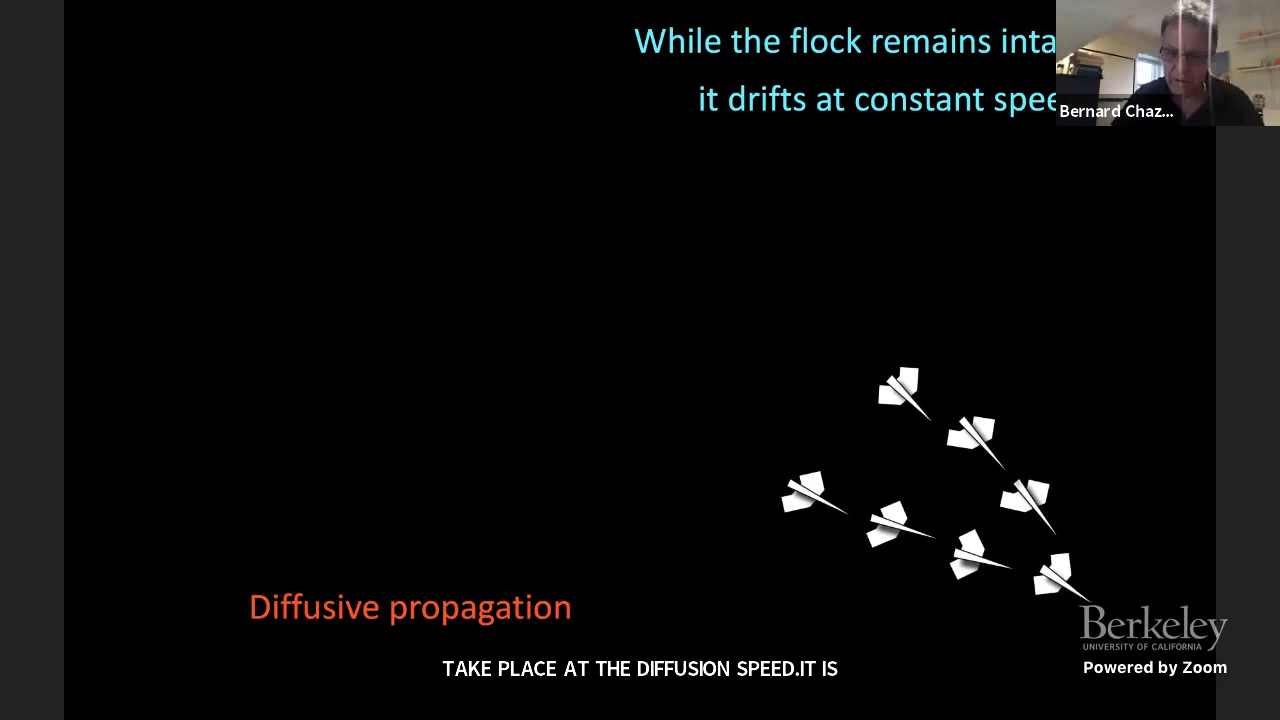 While the flock remains inta
it drifts at constant spee
Bernard Chaz...
Diffusive propagation
Berkeley
UNIVERSITY OF CALIFORNIA
TAKE PLACE AT THE DIFFUSION SPEED.IT IS
Powered by Zoom